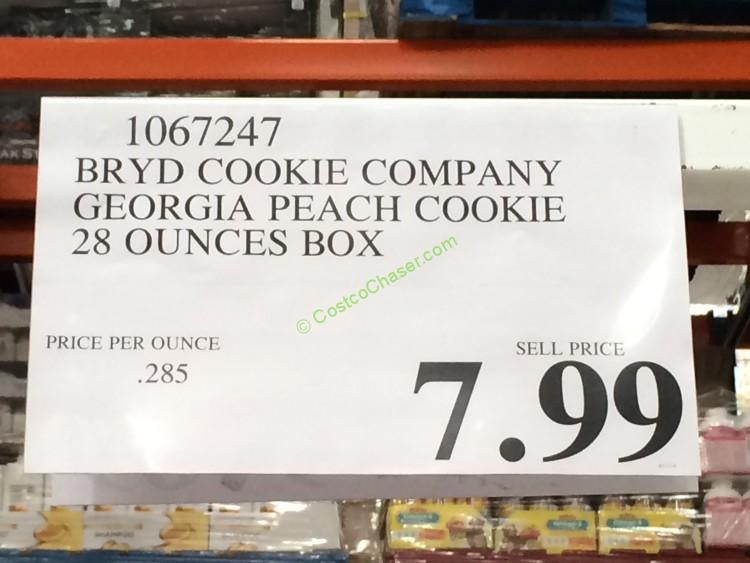 1067247
BRYD COOKIE COMPANY
GEORGIA PEACH COOKIE
28 OUNCES BOX
© CostcoChaser.com
PRICE PER OUNCE
.285
SELL PRICE
7.99
SHAMPOO